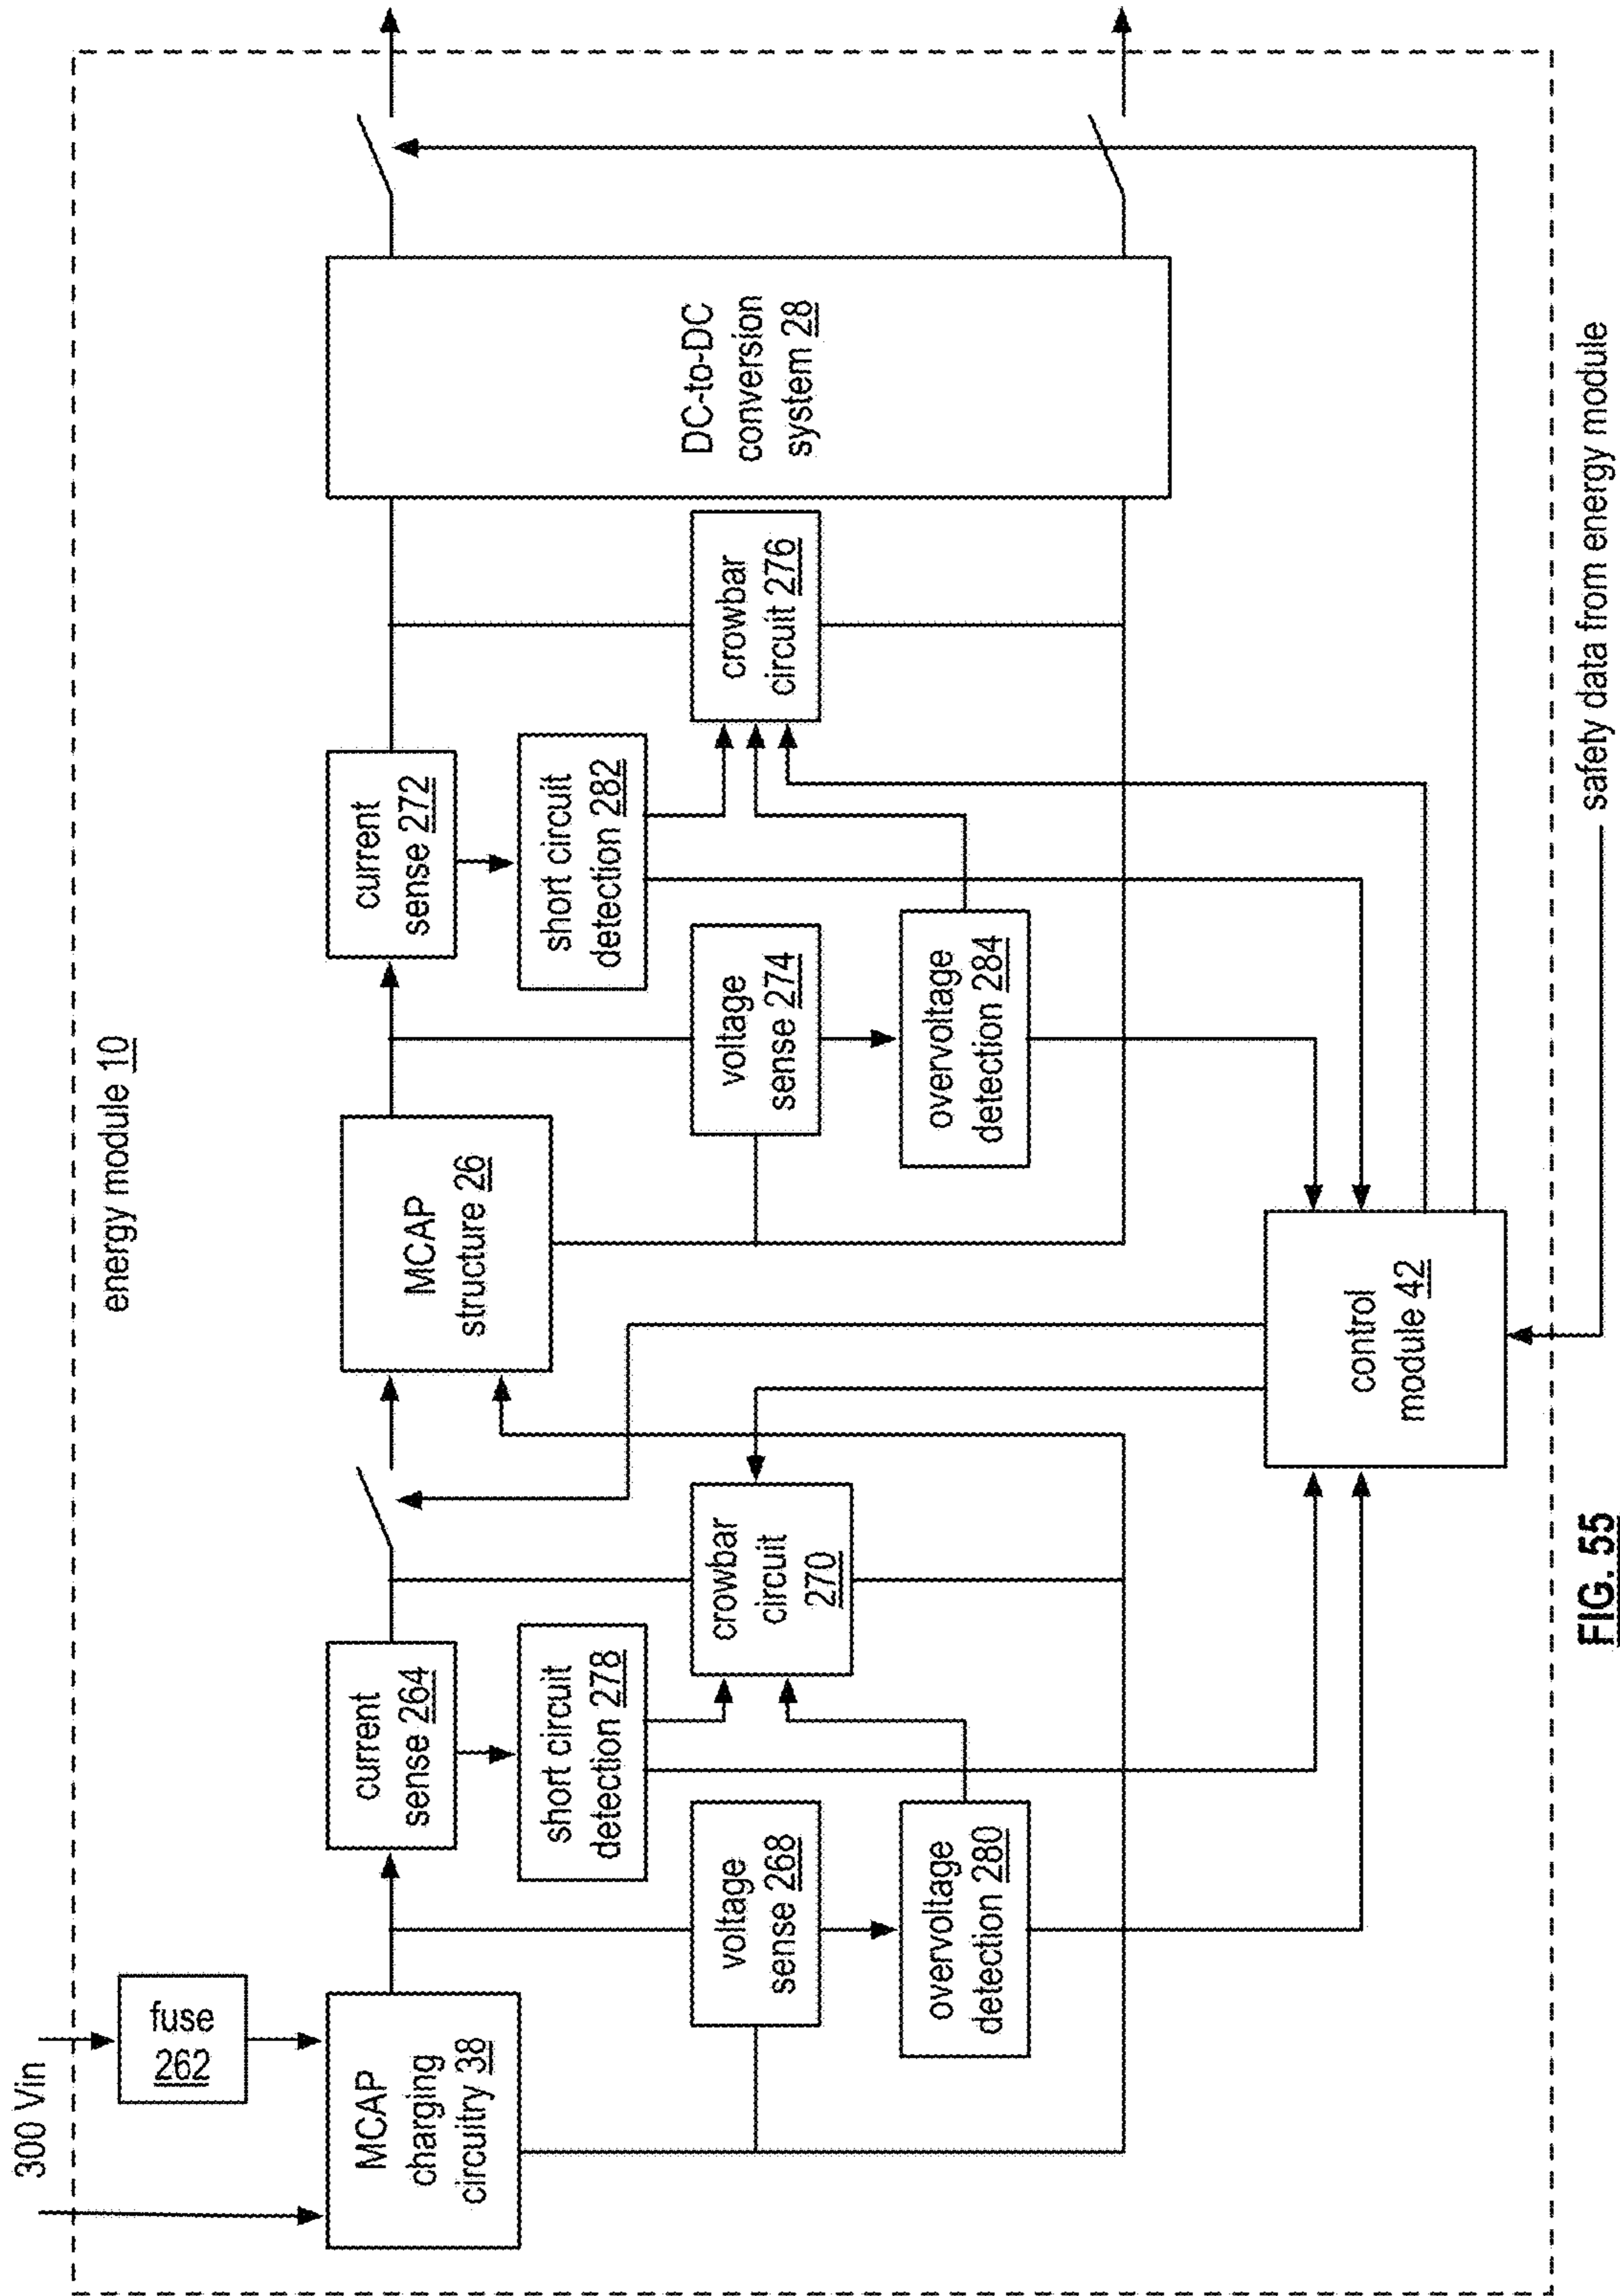 energy module 10
300 Vin
fuse
262
MCAP
charging
circuitry 38
current
sense 264
short circuit
detection 278
voltage
sense 268
overvoltage
detection 280
crowbar
circuit
270
MCAP
structure 26
current
sense 272
short circuit
detection 282
voltage
sense 274
overvoltage
detection 284
crowbar
circuit 276
DC-to-DC
conversion
system 28
control
module 42
safety data from energy module
FIG. 55